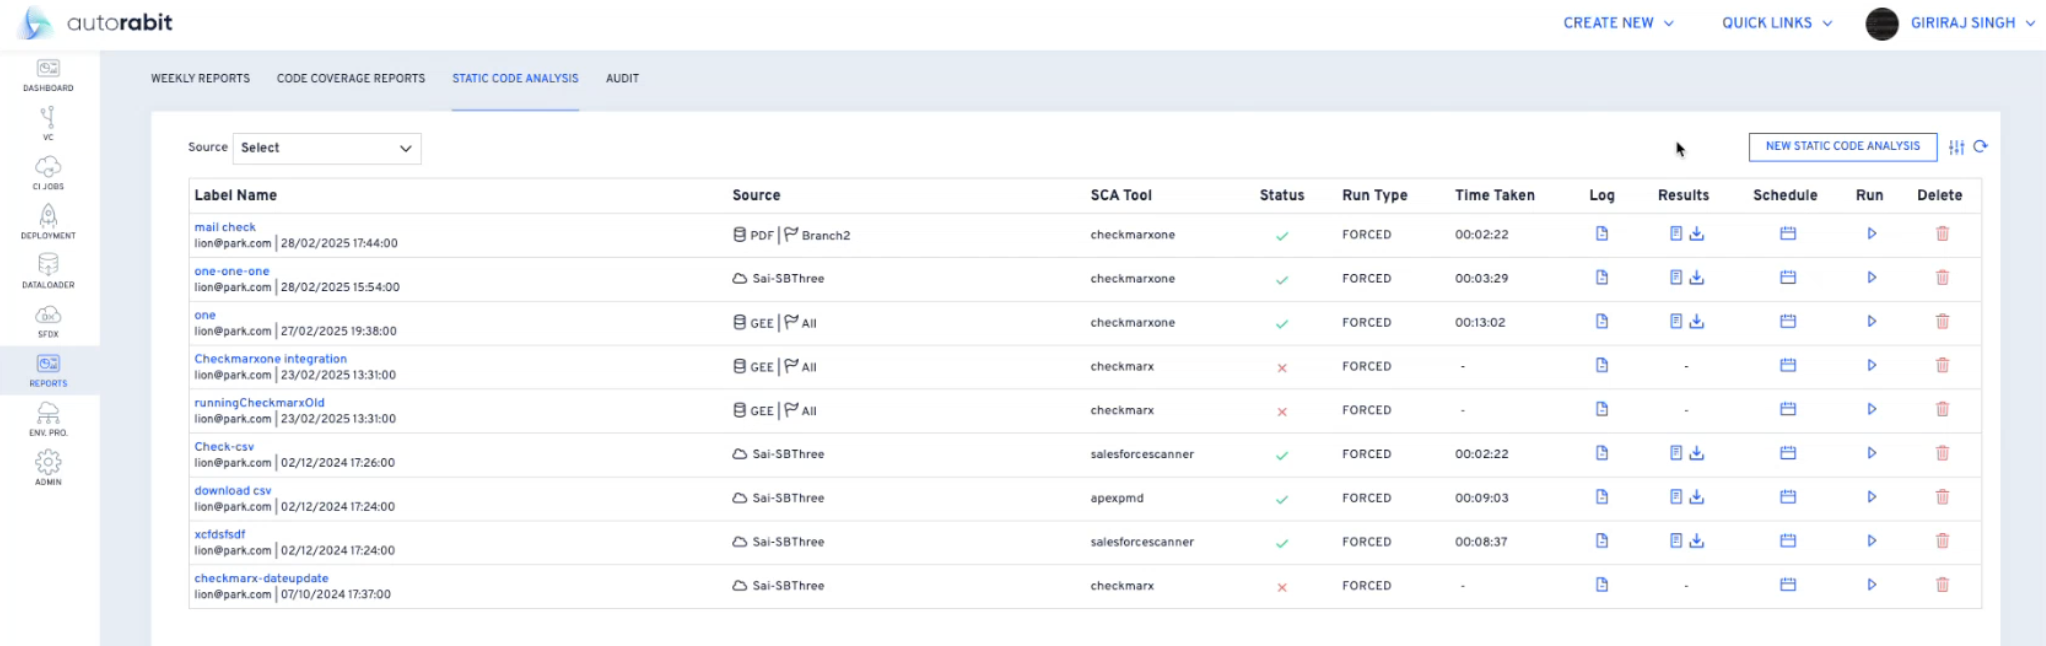 autorabit
CREATE NEW QUICK LINKS GIRIRAJ SINGH
DASHBOARD
VC
CI JOBS
DEPLOYMENT
DATALOADER
SFDX
REPORTS
ENV. PRO.
ADMIN
WEEKLY REPORTS CODE COVERAGE REPORTS STATIC CODE ANALYSIS AUDIT
Source Select NEW STATIC CODE ANALYSIS
Label Name Source SCA Tool Status Run Type Time Taken Log Results Schedule Run Delete
mail check
lion@park.com | 28/02/2025 17:44:00 PDF | Branch2 checkmarxone FORCED 00:02:22
one-one-one
lion@park.com | 28/02/2025 15:54:00 Sai-SBThree checkmarxone FORCED 00:03:29
one
lion@park.com | 27/02/2025 19:38:00 GEE | All checkmarxone FORCED 00:13:02
Checkmarxone integration
lion@park.com | 23/02/2025 13:31:00 GEE | All checkmarx FORCED - -
runningCheckmarxOld
lion@park.com | 23/02/2025 13:31:00 GEE | All checkmarx FORCED - -
Check-csv
lion@park.com | 02/12/2024 17:26:00 Sai-SBThree salesforcescanner FORCED 00:02:22
download csv
lion@park.com | 02/12/2024 17:24:00 Sai-SBThree apexpmd FORCED 00:09:03
xcfdsfsdf
lion@park.com | 02/12/2024 17:24:00 Sai-SBThree salesforcescanner FORCED 00:08:37
checkmarx-dateupdate
lion@park.com | 07/10/2024 17:37:00 Sai-SBThree checkmarx FORCED - -